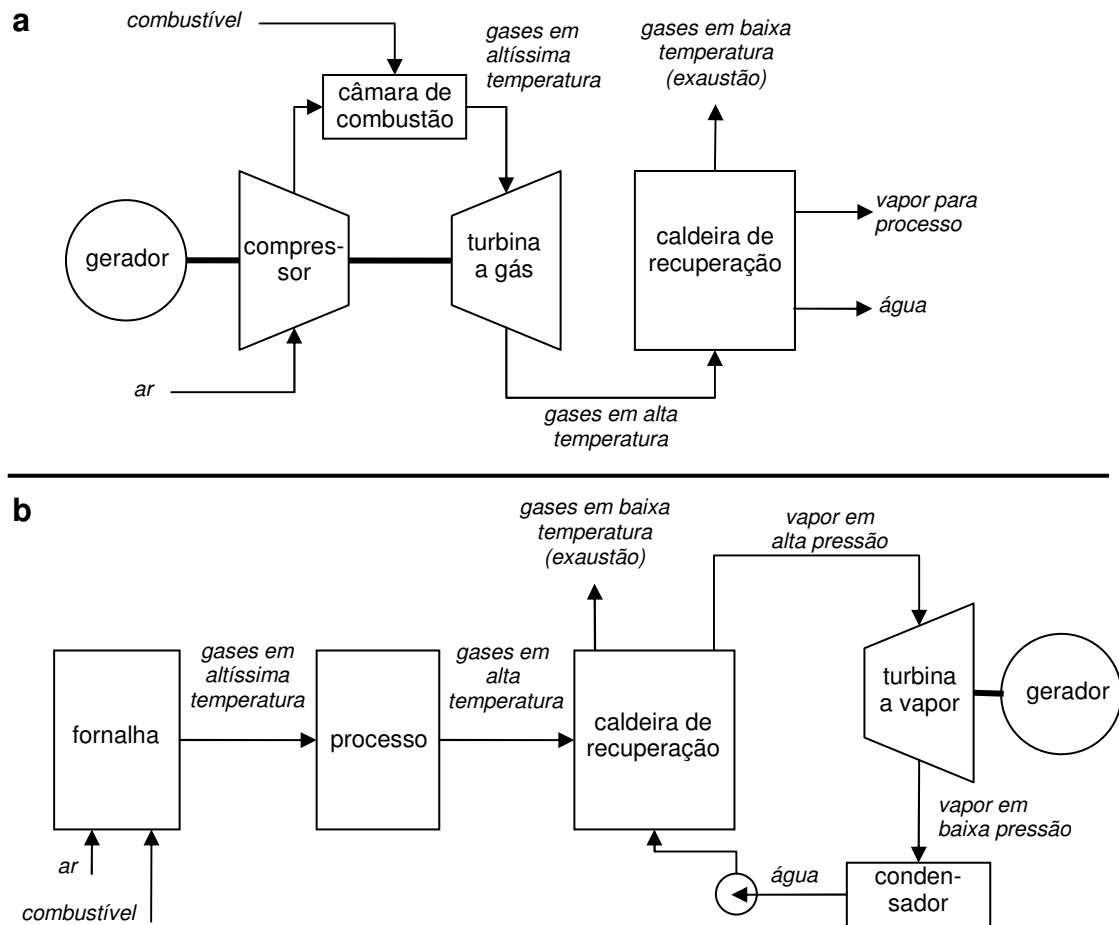 a
combustível
gases em
altíssima
temperatura
câmara de
combustão
gases em baixa
temperatura
(exaustão)
gerador
compres-
sor
turbina
a gás
caldeira de
recuperação
vapor para
processo
água
ar
gases em alta
temperatura
b
gases em baixa
temperatura
(exaustão)
vapor em
alta pressão
fornalha
gases em
altíssima
temperatura
processo
gases em
alta
temperatura
caldeira de
recuperação
turbina
a vapor
gerador
vapor em
baixa pressão
ar
combustível
água
conden-
sador